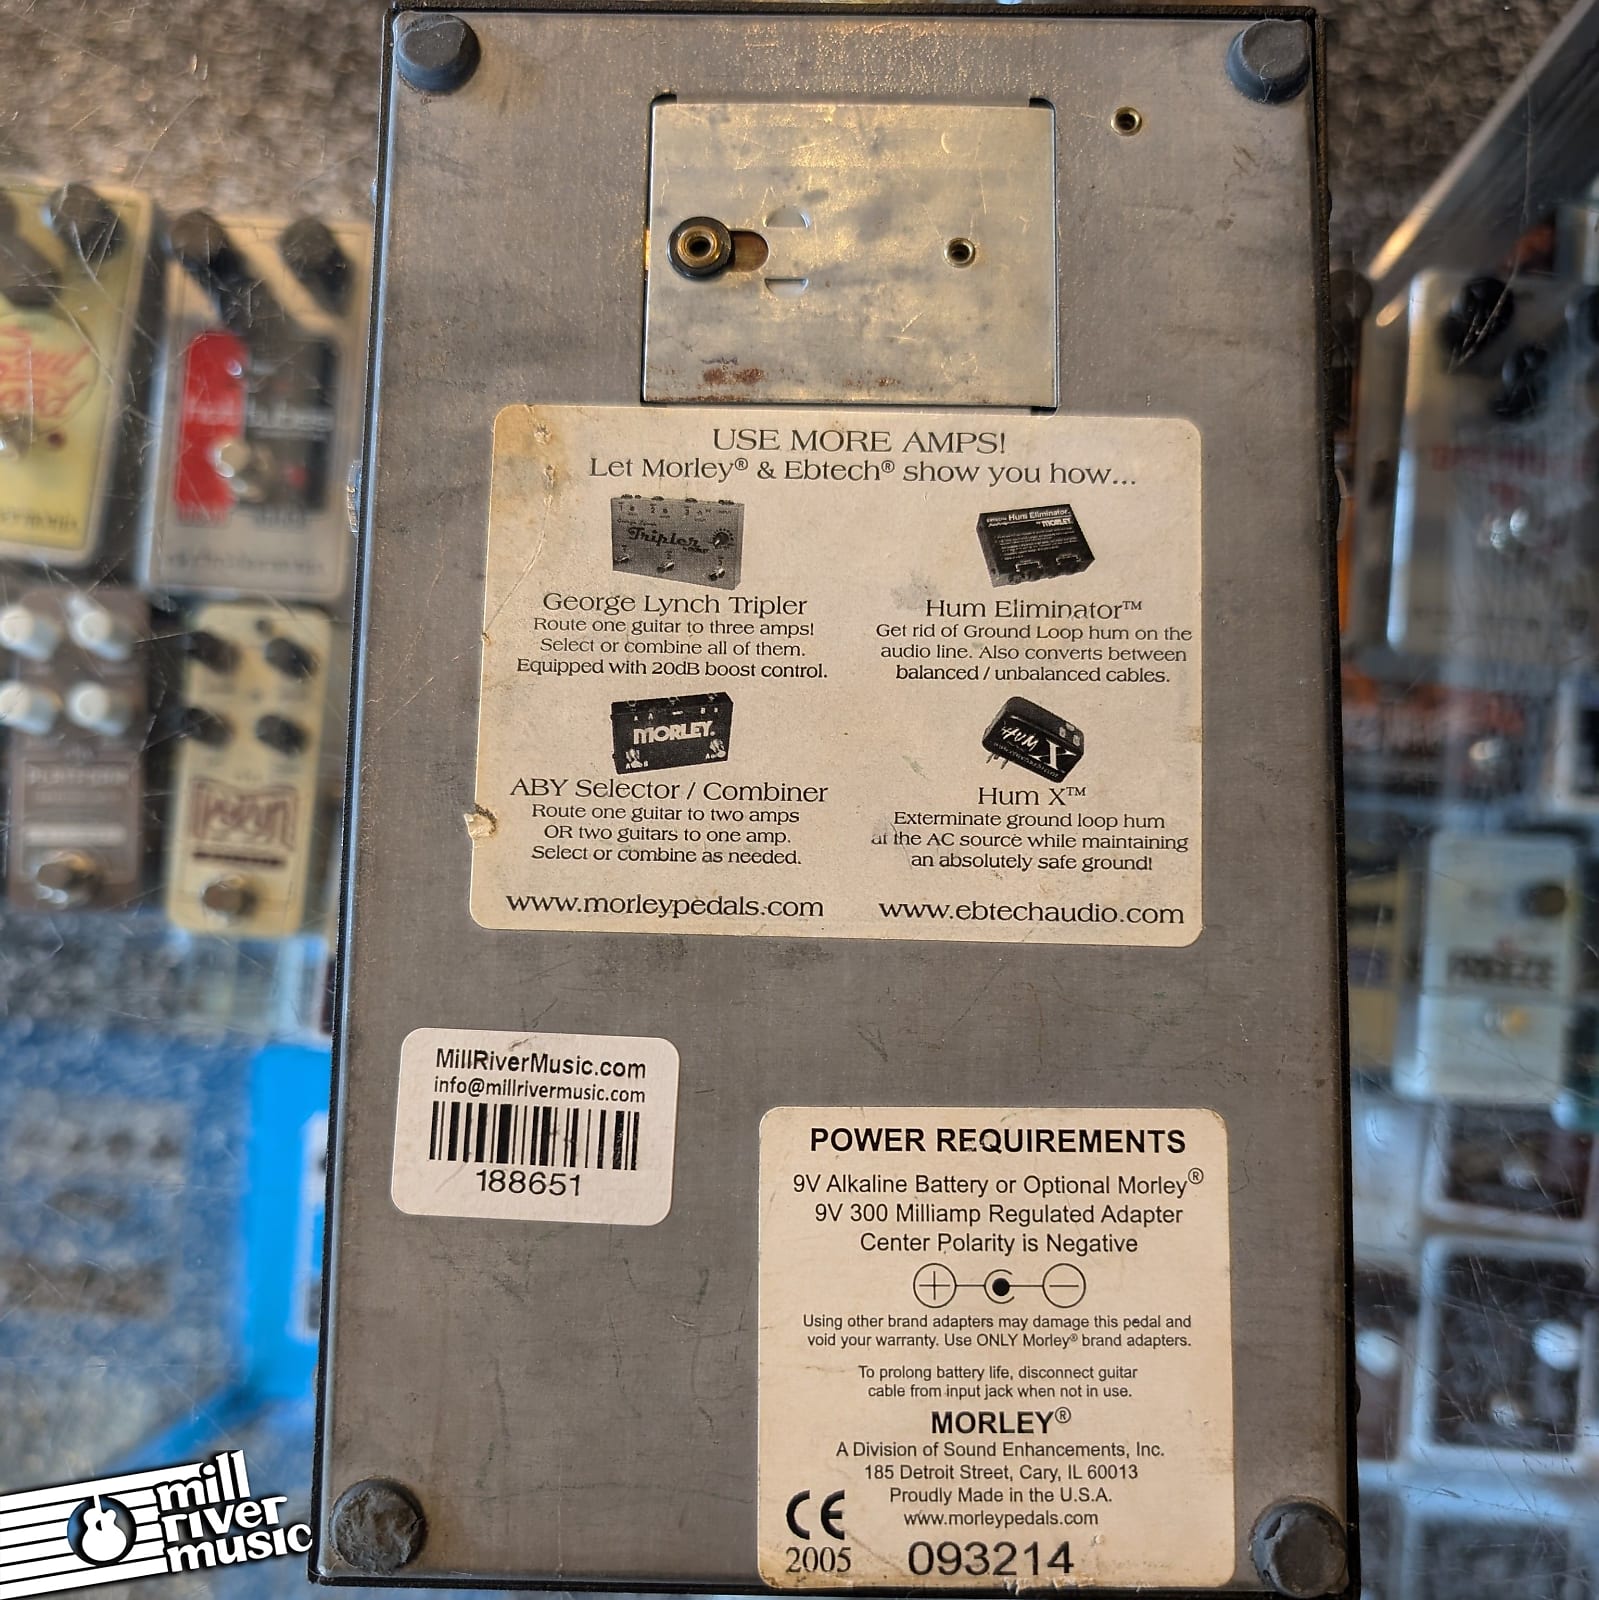 USE MORE AMPS!
Let Morley® & Ebtech® show you how...
Tripler
Hum Eliminator
by MORLEY
George Lynch Tripler
Route one guitar to three amps!
Select or combine all of them.
Equipped with 20dB boost control.
Hum Eliminator™
Get rid of Ground Loop hum on the
audio line. Also converts between
balanced / unbalanced cables.
MORLEY
HUM X
ABY Selector / Combiner
Route one guitar to two amps
OR two guitars to one amp.
Select or combine as needed.
Hum X™
Exterminate ground loop hum
at the AC source while maintaining
an absolutely safe ground!
www.morleypedals.com
www.ebtechaudio.com
MillRiverMusic.com
info@millrivermusic.com
188651
POWER REQUIREMENTS
9V Alkaline Battery or Optional Morley®
9V 300 Milliamp Regulated Adapter
Center Polarity is Negative
Using other brand adapters may damage this pedal and
void your warranty. Use ONLY Morley® brand adapters.
To prolong battery life, disconnect guitar
cable from input jack when not in use.
MORLEY®
A Division of Sound Enhancements, Inc.
185 Detroit Street, Cary, IL 60013
Proudly Made in the U.S.A.
www.morleypedals.com
CE
2005
093214
FREEZE
mill
river
music